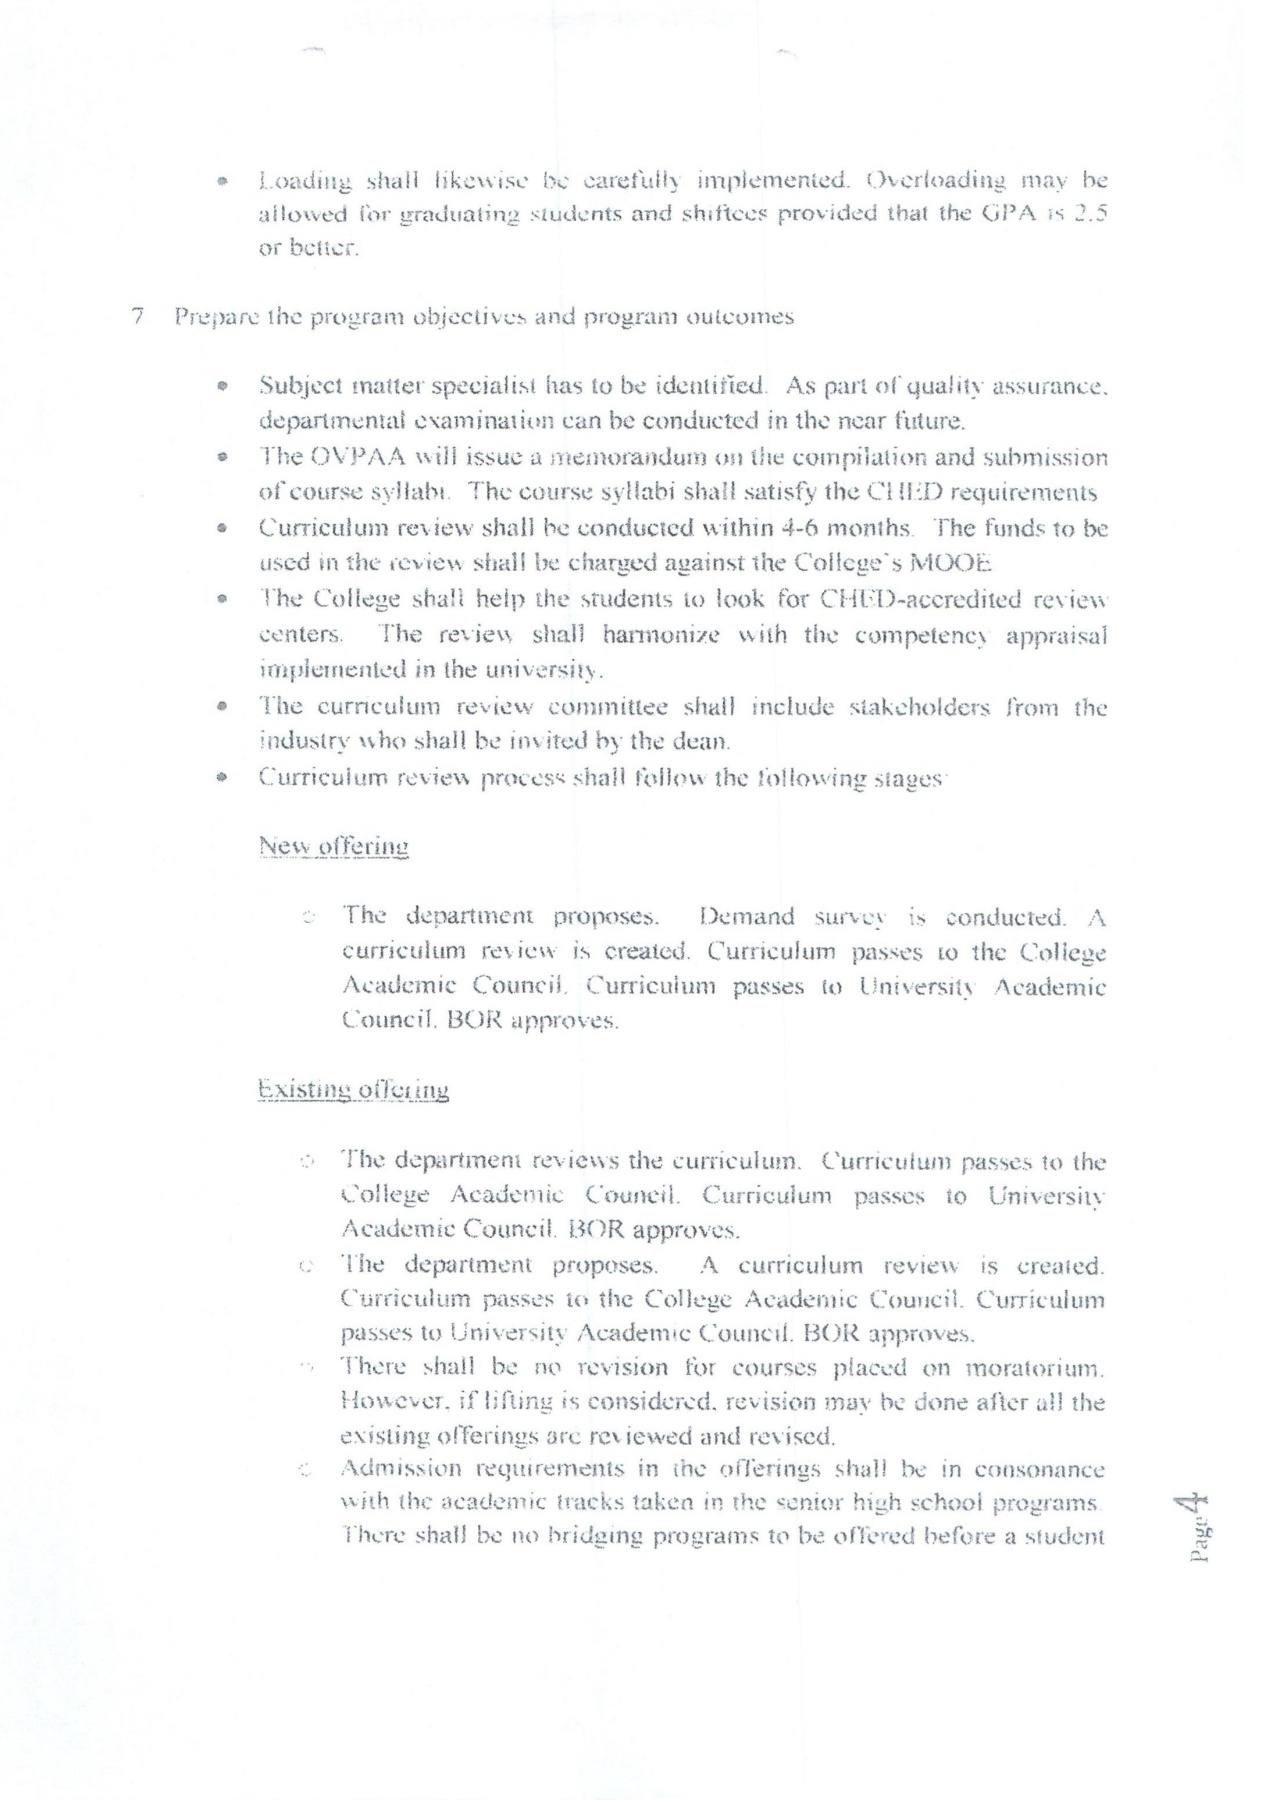 • Loading shall likewise be carefully implemented. Overloading may be
allowed for graduating students and shiftees provided that the GPA is 2.5
or better.
7 Prepare the program objectives and program outcomes
• Subject matter specialist has to be identified. As part of quality assurance,
departmental examination can be conducted in the near future.
• The OVPAA will issue a memorandum on the compilation and submission
of course syllabi. The course syllabi shall satisfy the CHED requirements
• Curriculum review shall be conducted within 4-6 months. The funds to be
used in the review shall be charged against the College's MOOE
• The College shall help the students to look for CHED-accredited review
centers. The review shall harmonize with the competency appraisal
implemented in the university.
• The curriculum review committee shall include stakeholders from the
industry who shall be invited by the dean.
• Curriculum review process shall follow the following stages
New offering
o The department proposes. Demand survey is conducted. A
curriculum review is created. Curriculum passes to the College
Academic Council. Curriculum passes to University Academic
Council. BOR approves.
Existing offering
o The department reviews the curriculum. Curriculum passes to the
College Academic Council. Curriculum passes to University
Academic Council. BOR approves.
o The department proposes. A curriculum review is created.
Curriculum passes to the College Academic Council. Curriculum
passes to University Academic Council. BOR approves.
o There shall be no revision for courses placed on moratorium.
However, if lifting is considered, revision may be done after all the
existing offerings are reviewed and revised.
o Admission requirements in the offerings shall be in consonance
with the academic tracks taken in the senior high school programs.
There shall be no bridging programs to be offered before a student
Page 4